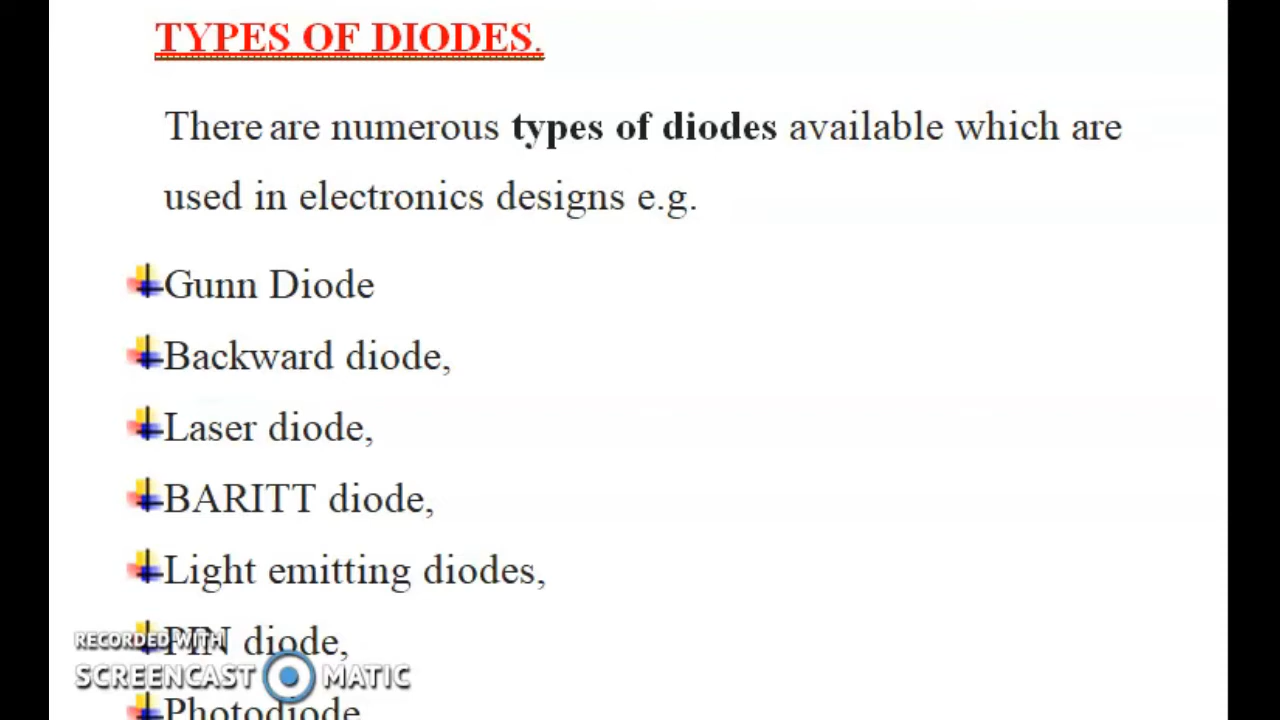 TYPES OF DIODES.
There are numerous types of diodes available which are
used in electronics designs e.g.
Gunn Diode
Backward diode,
Laser diode,
BARITT diode,
Light emitting diodes,
PIN diode,
RECORDED WITH
SCREENCAST MATIC
Photodiode